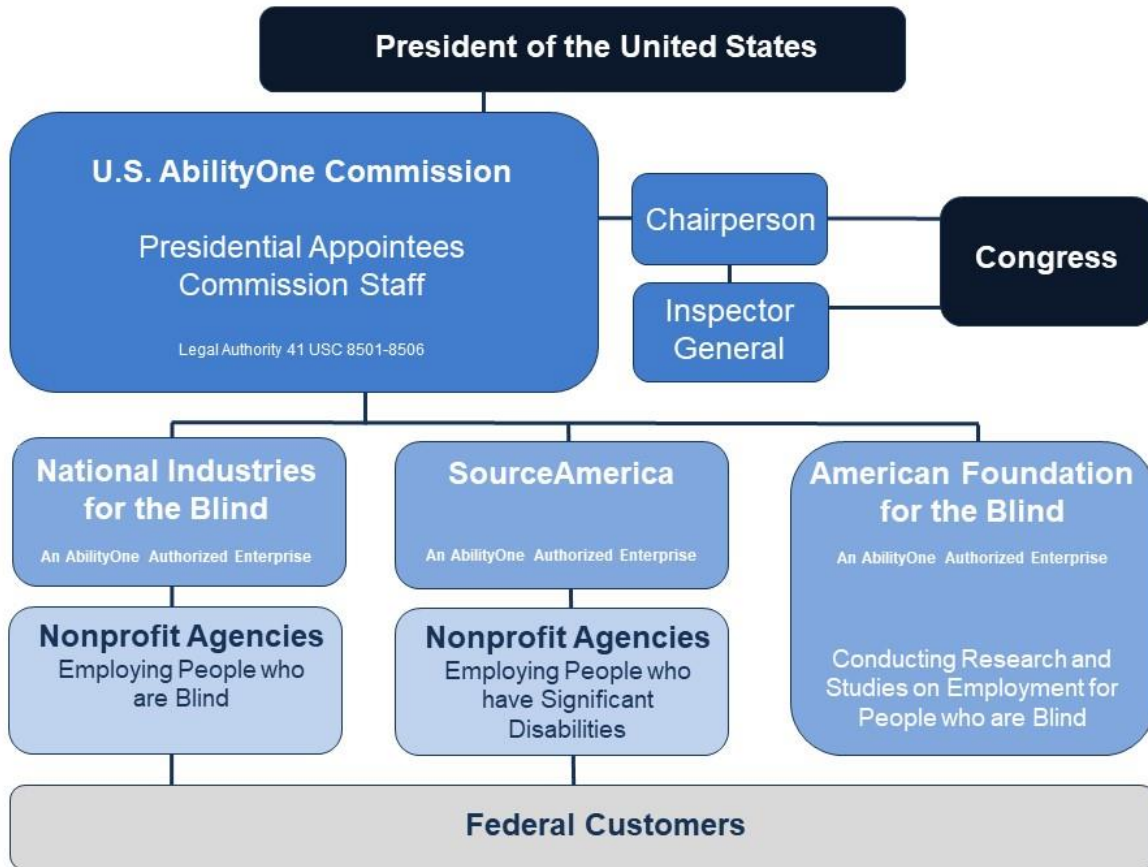 President of the United States
U.S. AbilityOne Commission
Presidential Appointees
Commission Staff
Legal Authority 41 USC 8501-8506
Chairperson
Inspector
General
Congress
National Industries
for the Blind
An AbilityOne Authorized Enterprise
Nonprofit Agencies
Employing People who
are Blind
SourceAmerica
An AbilityOne Authorized Enterprise
Nonprofit Agencies
Employing People who
have Significant
Disabilities
American Foundation
for the Blind
An AbilityOne Authorized Enterprise
Conducting Research and
Studies on Employment for
People who are Blind
Federal Customers